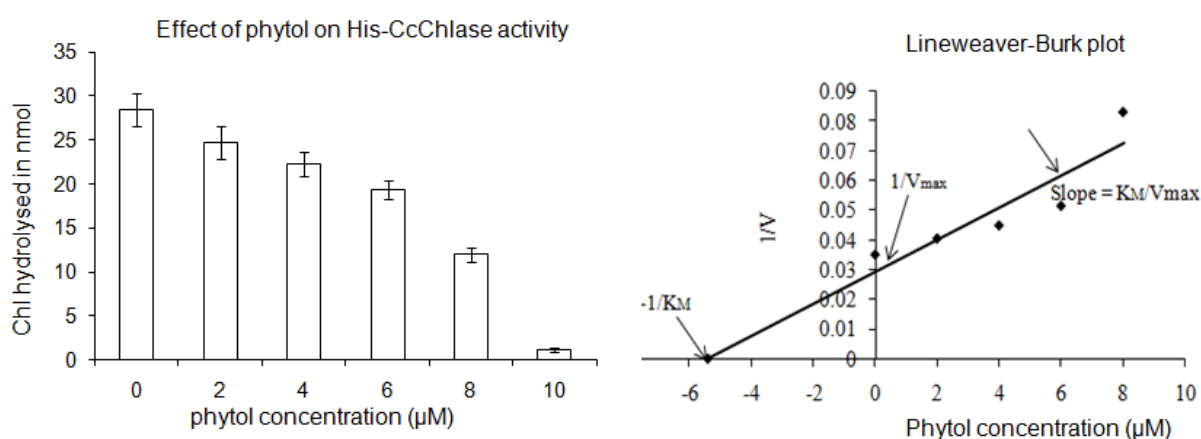 Effect of phytol on His-CcChlase activity
35
30
25
20
15
10
5
0
Chl hydrolysed in nmol
0 2 4 6 8 10
phytol concentration (µM)
Lineweaver-Burk plot
0.09
0.08
0.07
0.06
0.05
0.04
0.03
0.02
0.01
0
1/V
1/Vmax
Slope = KM/Vmax
-1/KM
-6 -4 -2 0 2 4 6 8 10
Phytol concentration (µM)